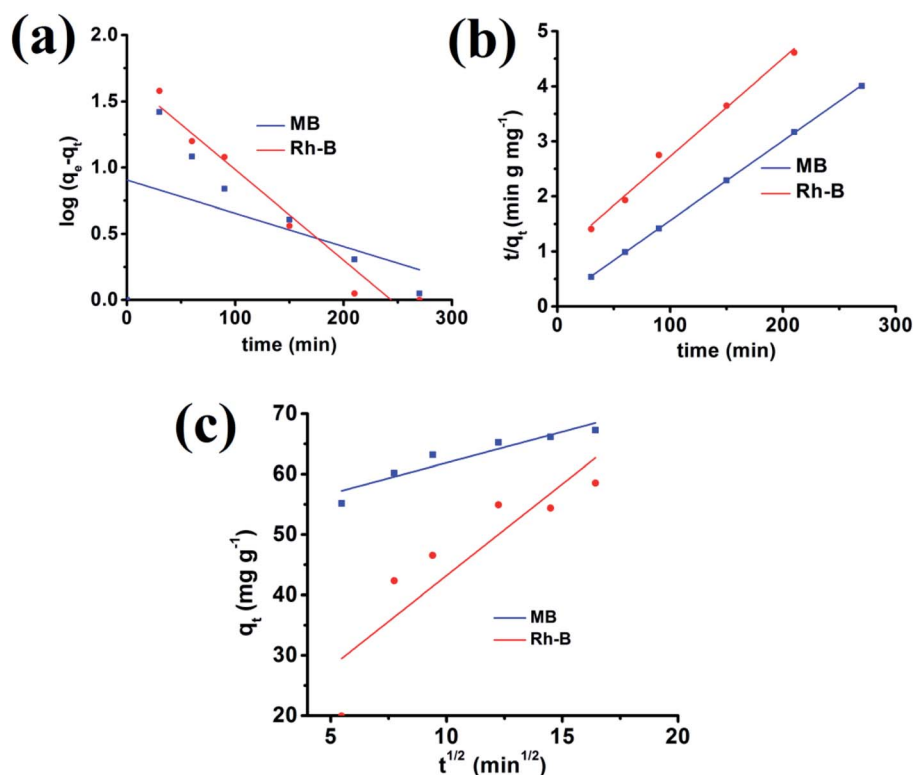 (a)
2.0
1.5
1.0
0.5
0.0
log (qₑ-qₜ)
MB
Rh-B
0 100 200 300
time (min)
(b)
5
4
3
2
1
0
t/qₜ (min g mg⁻¹)
MB
Rh-B
0 100 200 300
time (min)
(c)
70
60
50
40
30
20
qₜ (mg g⁻¹)
MB
Rh-B
5 10 15 20
t¹/² (min¹/²)